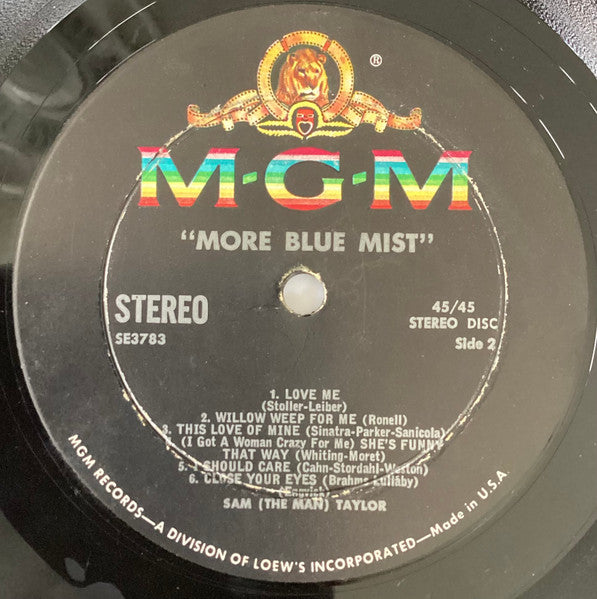 ®
M·G·M
"MORE BLUE MIST"
STEREO
SE3783
45/45
STEREO DISC
Side 2
1. LOVE ME
(Stoller-Leiber)
2. WILLOW WEEP FOR ME (Ronell)
3. THIS LOVE OF MINE (Sinatra-Parker-Sanicola)
(I Got A Woman Crazy For Me) SHE'S FUNNY
THAT WAY (Whiting-Moret)
5. I SHOULD CARE (Cahn-Stordahl-Weston)
6. CLOSE YOUR EYES (Brahms Lullaby)
SAM (THE MAN) TAYLOR
MGM RECORDS—A DIVISION OF LOEW'S INCORPORATED—Made in U.S.A.